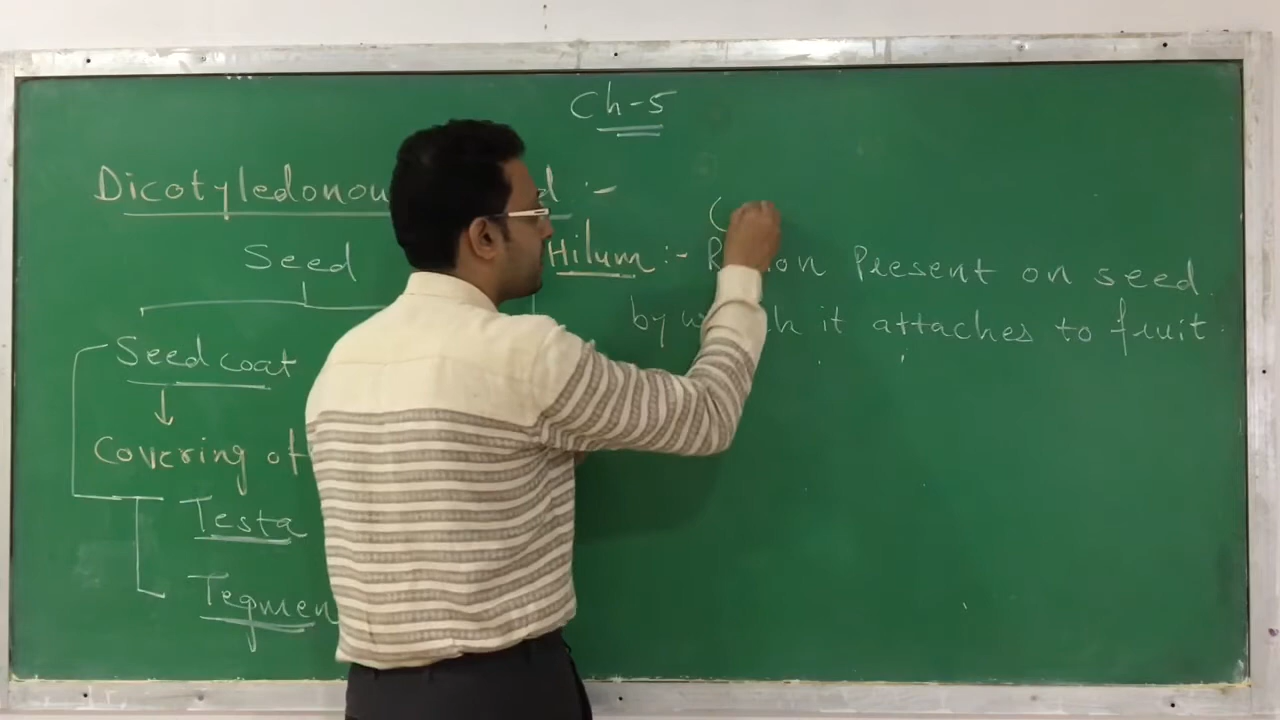 Ch-5
Dicotyledonou :-
Seed
Hilum :- Present on seed
by it attaches to fruit
Seed coat
Covering of
Testa
Tegmen